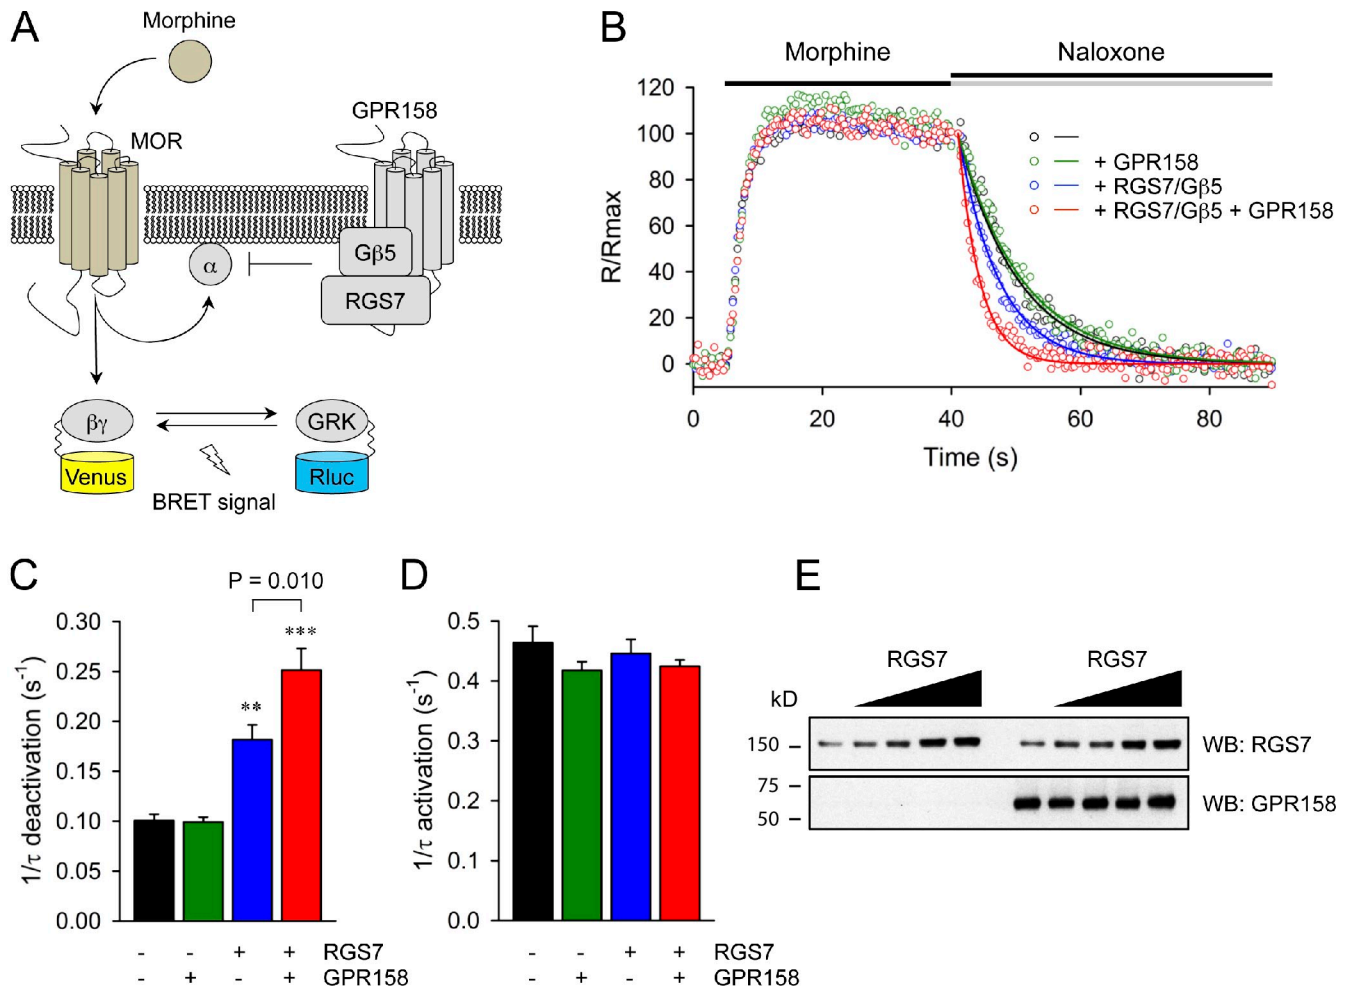 A
Morphine
MOR
GPR158
α
Gβ5
RGS7
βγ
GRK
Venus
Rluc
BRET signal
B
Morphine
Naloxone
R/Rmax
120
100
80
60
40
20
0
+ GPR158
+ RGS7/Gβ5
+ RGS7/Gβ5 + GPR158
0 20 40 60 80
Time (s)
C
P = 0.010
1/τ deactivation (s⁻¹)
0.30
0.25
0.20
0.15
0.10
0.05
0.00
**
***
- - + + RGS7
- + - + GPR158
D
1/τ activation (s⁻¹)
0.5
0.4
0.3
0.2
0.1
0.0
- - + + RGS7
- + - + GPR158
E
RGS7 RGS7
kD
150 WB: RGS7
75
50 WB: GPR158